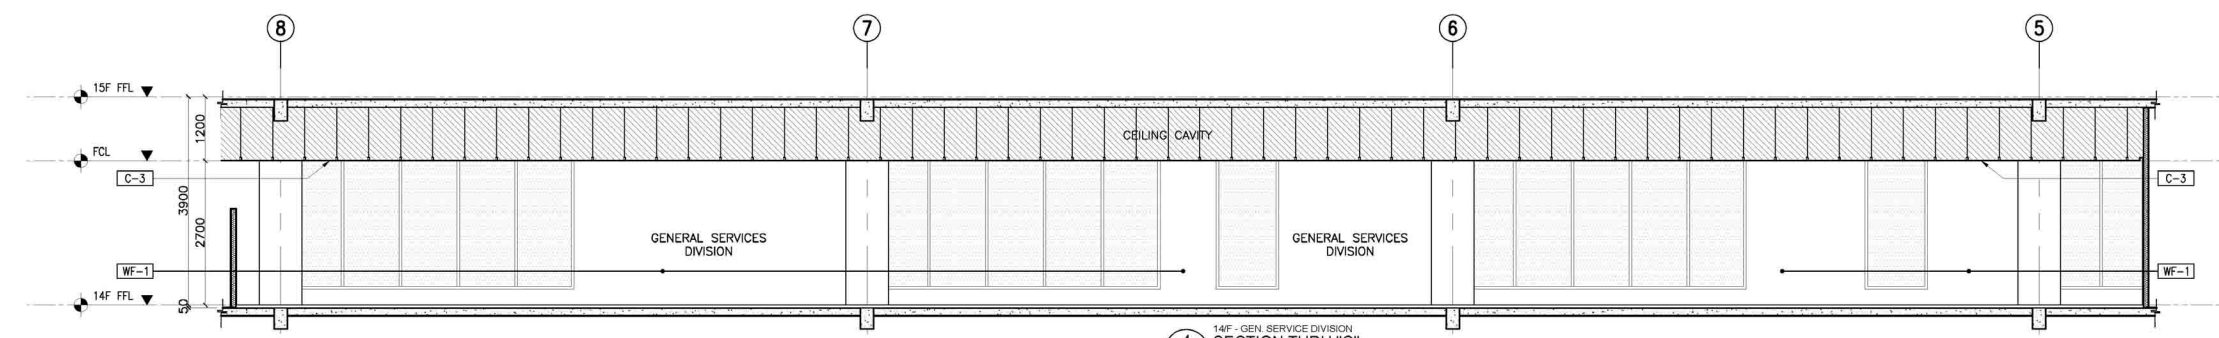 8
7
6
5
15F FFL
1200
CEILING CAVITY
FCL
C-3
C-3
3900
2700
GENERAL SERVICES
DIVISION
GENERAL SERVICES
DIVISION
WF-1
WF-1
14F FFL
50
14/F - GEN. SERVICE DIVISION